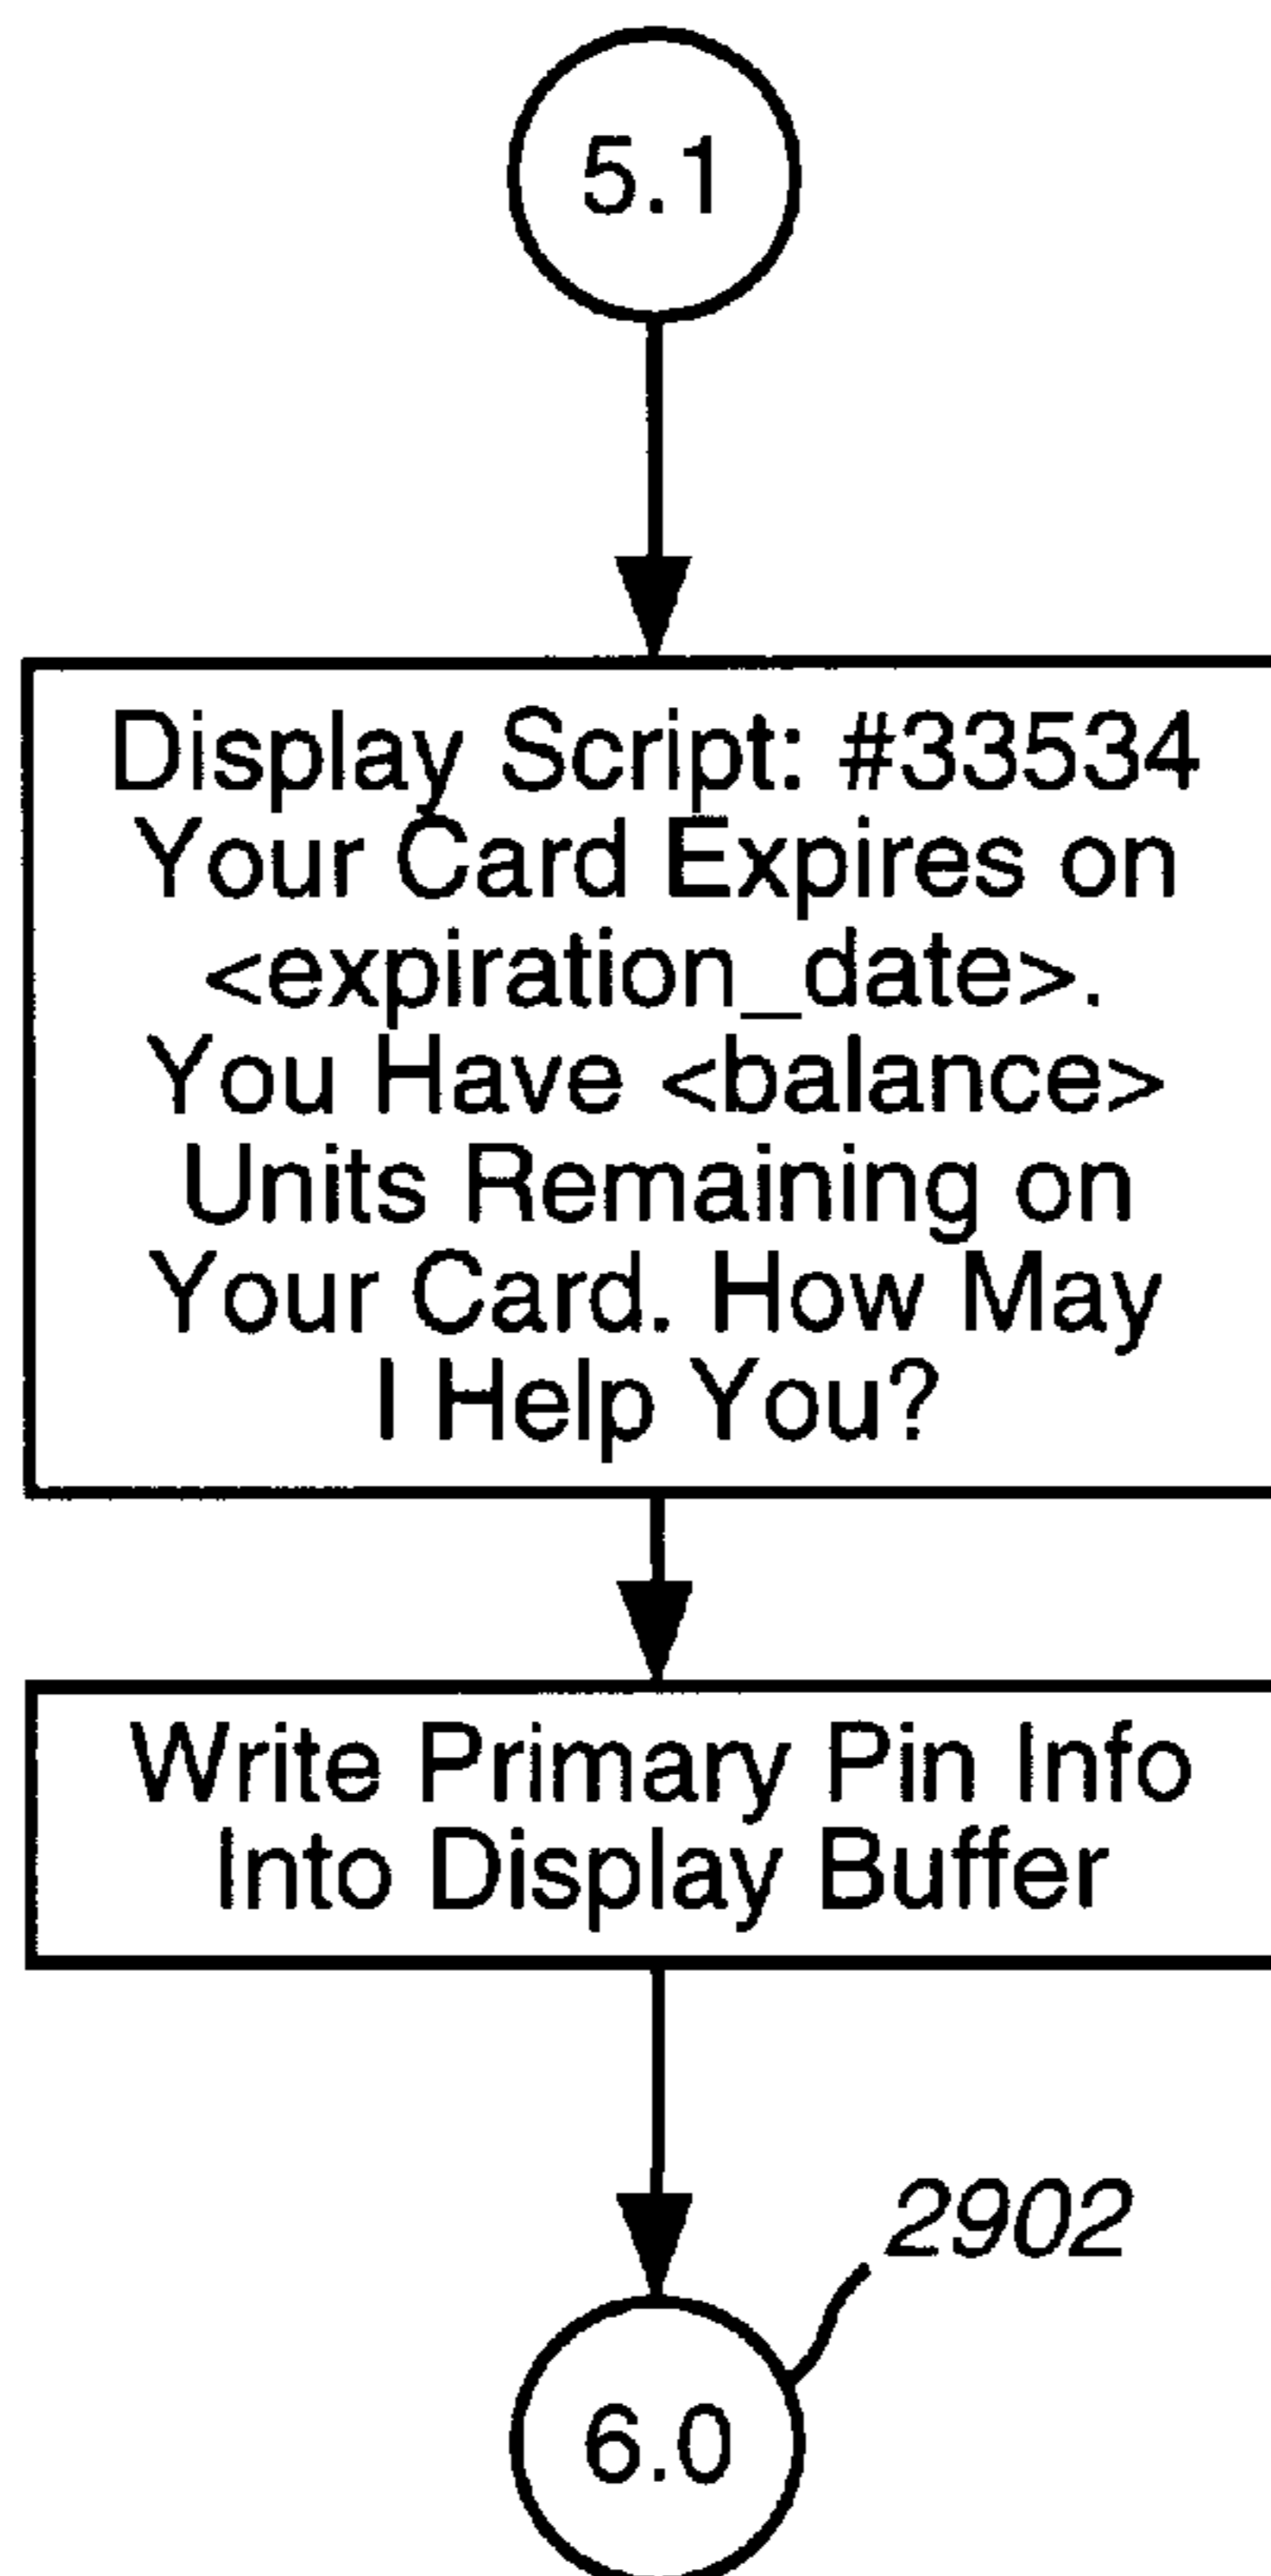 5.1
Display Script: #33534
Your Card Expires on
<expiration_date>.
You Have <balance>
Units Remaining on
Your Card. How May
I Help You?
Write Primary Pin Info
Into Display Buffer
2902
6.0